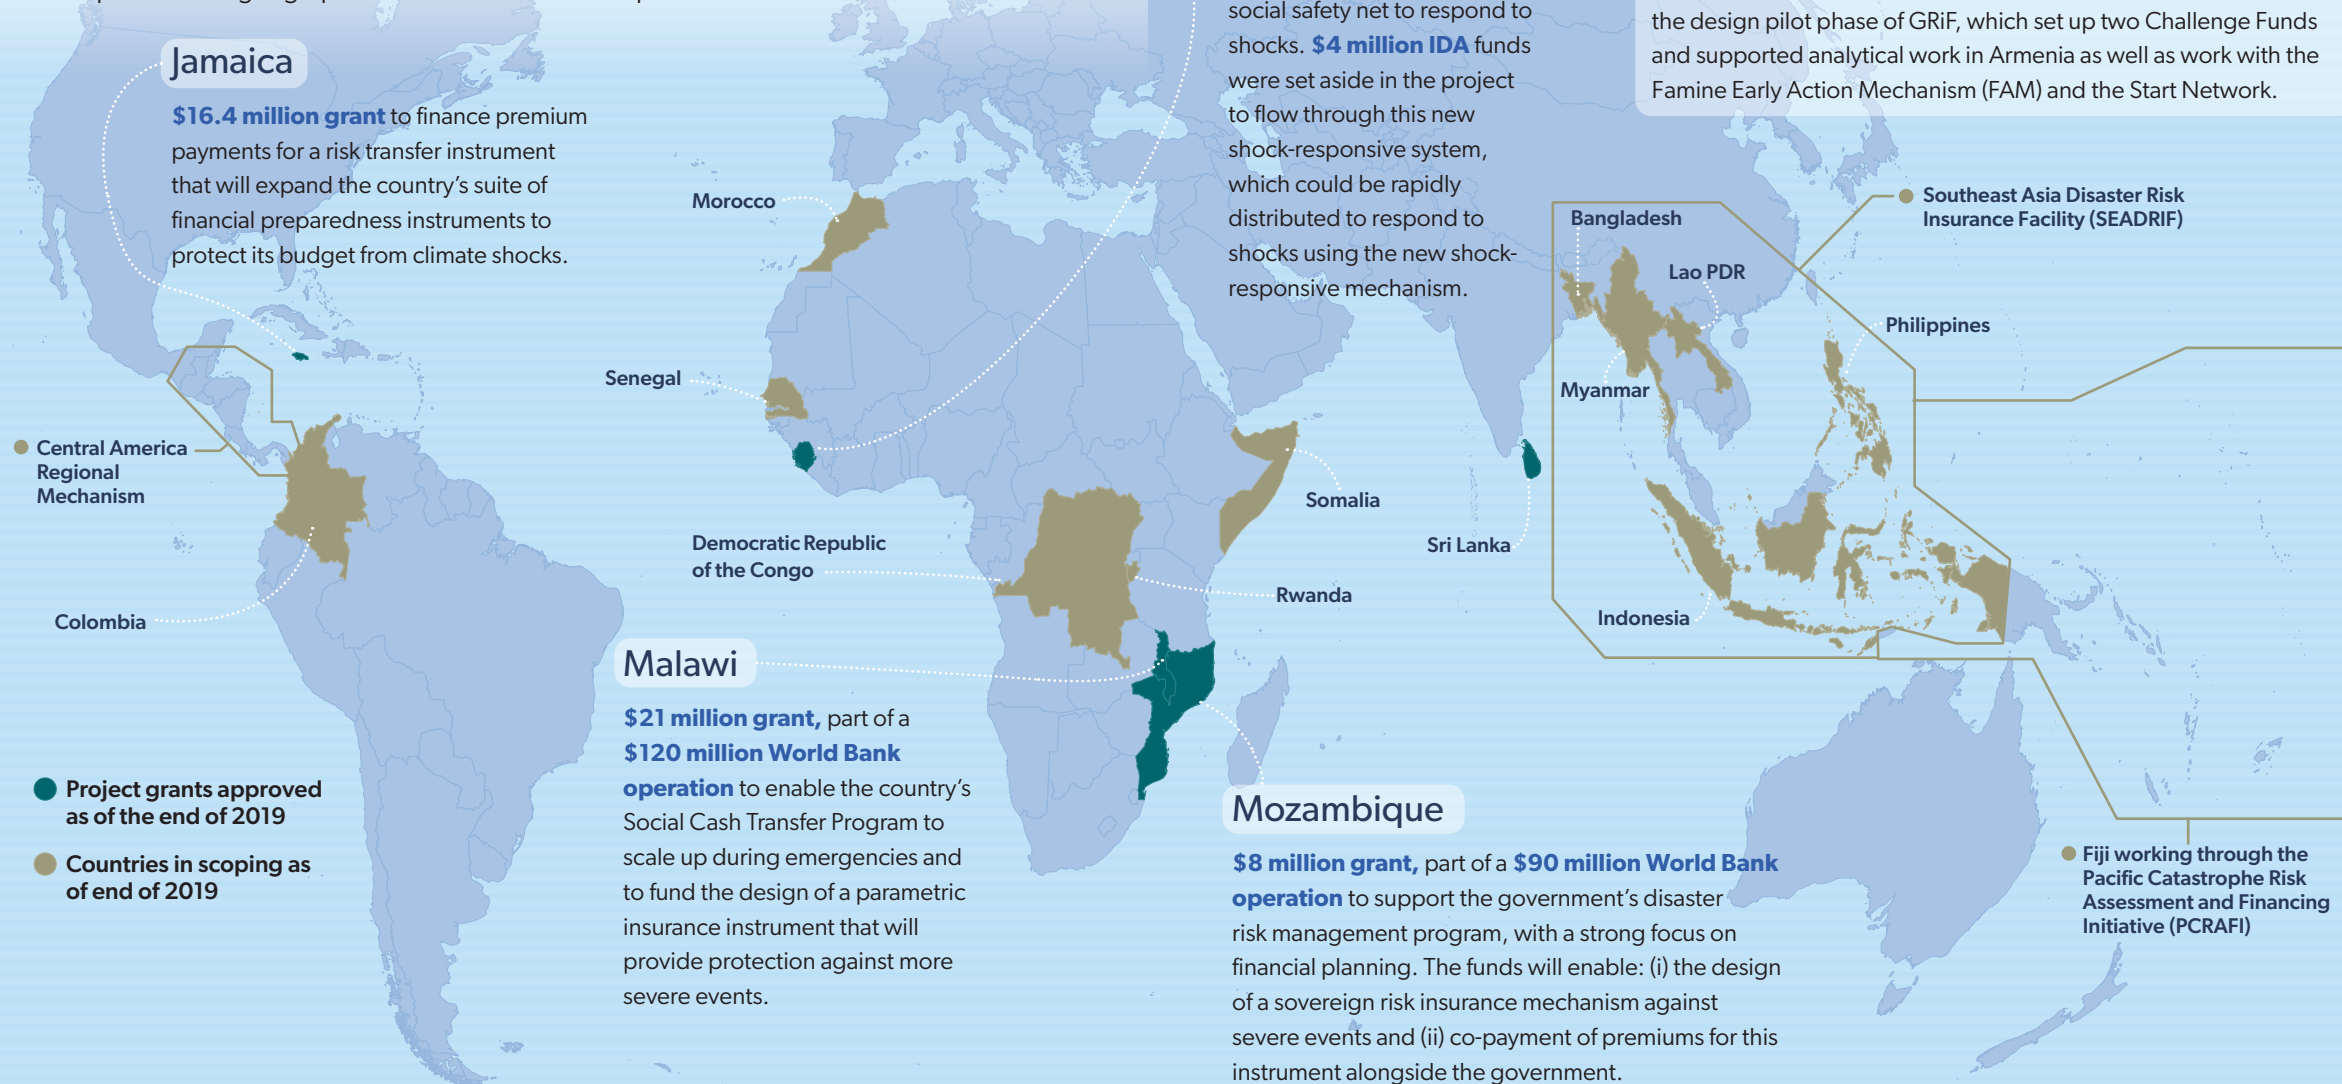 Jamaica
$16.4 million grant to finance premium
payments for a risk transfer instrument
that will expand the country's suite of
financial preparedness instruments to
protect its budget from climate shocks.
social safety net to respond to
shocks. $4 million IDA funds
were set aside in the project
to flow through this new
shock-responsive system,
which could be rapidly
distributed to respond to
shocks using the new shock-
responsive mechanism.
the design pilot phase of GRiF, which set up two Challenge Funds
and supported analytical work in Armenia as well as work with the
Famine Early Action Mechanism (FAM) and the Start Network.
Morocco
Senegal
Central America
Regional
Mechanism
Colombia
Democratic Republic
of the Congo
Somalia
Rwanda
Sri Lanka
Bangladesh
Lao PDR
Myanmar
Philippines
Indonesia
Southeast Asia Disaster Risk
Insurance Facility (SEADRIF)
Malawi
$21 million grant, part of a
$120 million World Bank
operation to enable the country's
Social Cash Transfer Program to
scale up during emergencies and
to fund the design of a parametric
insurance instrument that will
provide protection against more
severe events.
Mozambique
$8 million grant, part of a $90 million World Bank
operation to support the government's disaster
risk management program, with a strong focus on
financial planning. The funds will enable: (i) the design
of a sovereign risk insurance mechanism against
severe events and (ii) co-payment of premiums for this
instrument alongside the government.
Fiji working through the
Pacific Catastrophe Risk
Assessment and Financing
Initiative (PCRAFI)
Project grants approved
as of the end of 2019
Countries in scoping as
of end of 2019